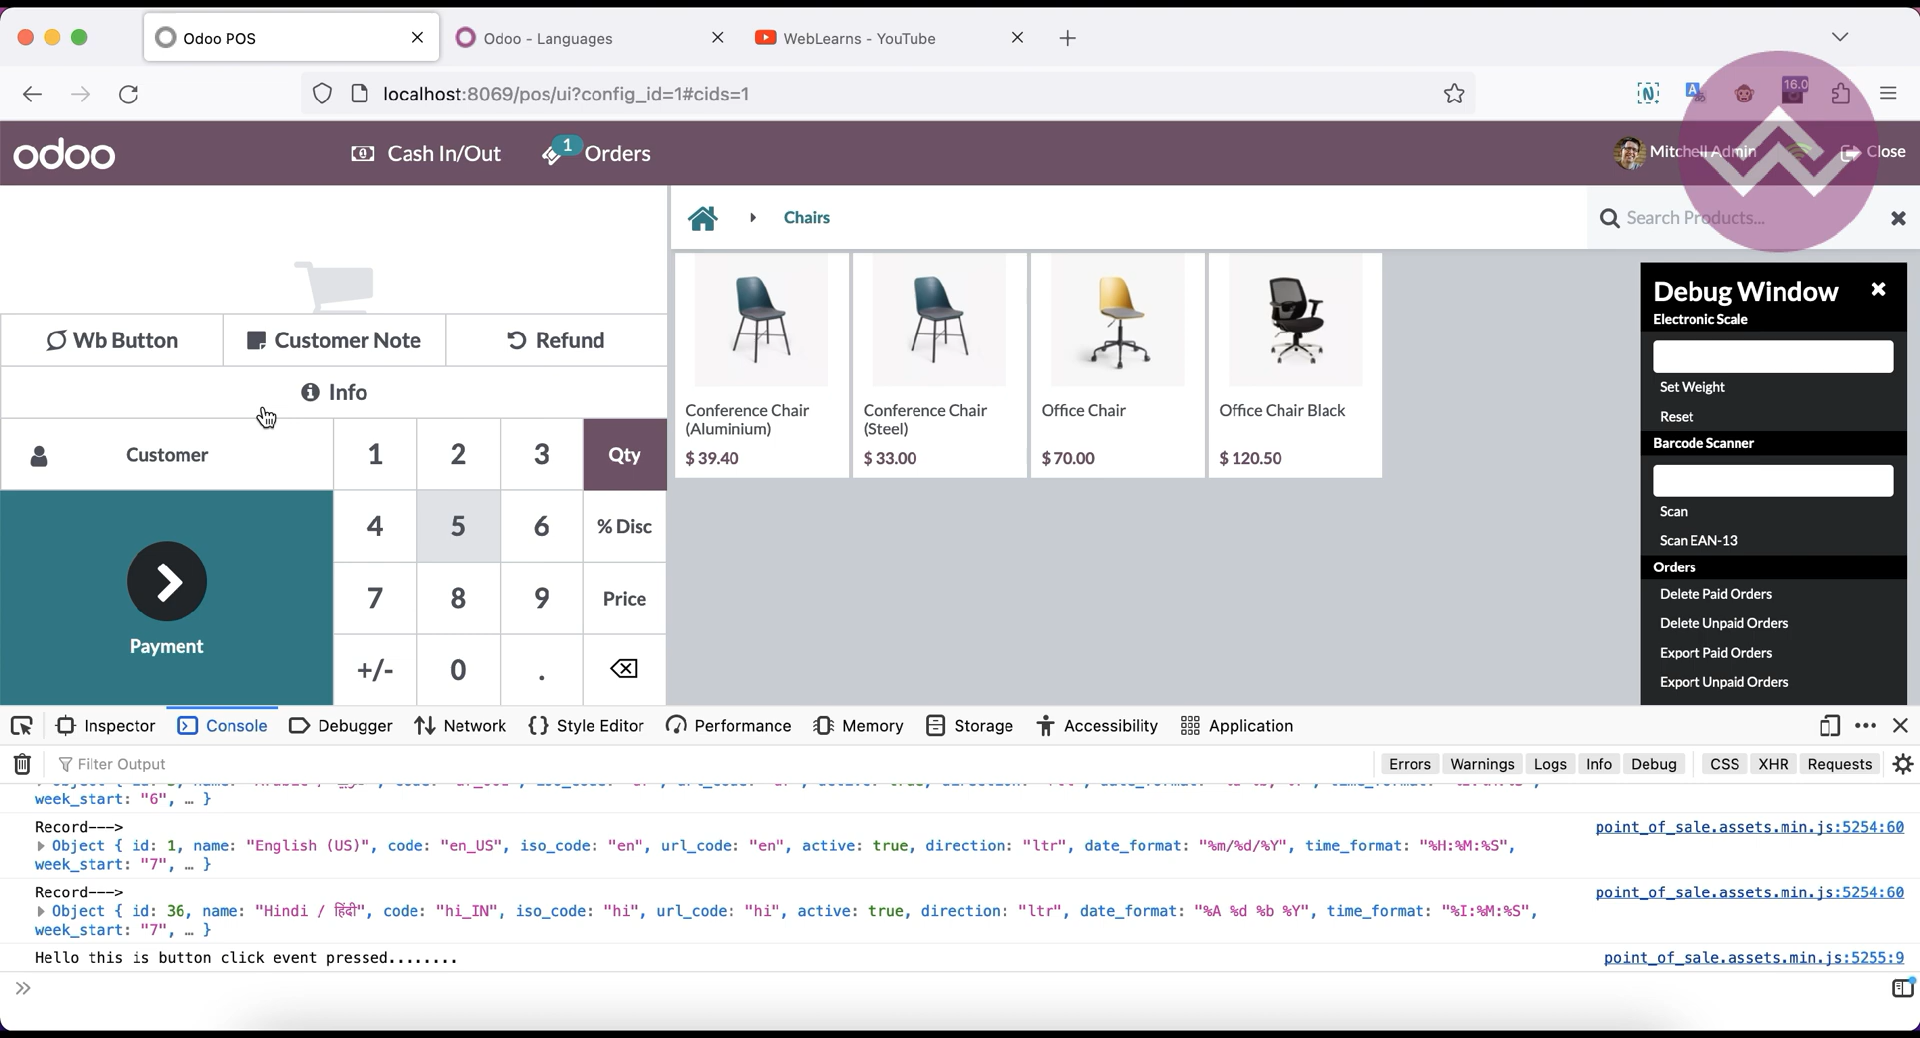 Odoo POS
Odoo - Languages
WebLearns - YouTube
localhost:8069/pos/ui?config_id=1#cids=1
16.0
odoo
Cash In/Out
1
Orders
Mitchell Admin
Close
Chairs
Search Products...
Wb Button
Customer Note
Refund
Info
Customer
1 2 3 Qty
4 5 6 % Disc
7 8 9 Price
+/- 0 .
Payment
Conference Chair
(Aluminium)
$ 39.40
Conference Chair
(Steel)
$ 33.00
Office Chair
$ 70.00
Office Chair Black
$ 120.50
Debug Window
Electronic Scale
Set Weight
Reset
Barcode Scanner
Scan
Scan EAN-13
Orders
Delete Paid Orders
Delete Unpaid Orders
Export Paid Orders
Export Unpaid Orders
Inspector Console Debugger Network Style Editor Performance Memory Storage Accessibility Application
Filter Output
Errors Warnings Logs Info Debug CSS XHR Requests
week_start: "6", … }
Record---> point_of_sale.assets.min.js:5254:60
Object { id: 1, name: "English (US)", code: "en_US", iso_code: "en", url_code: "en", active: true, direction: "ltr", date_format: "%m/%d/%Y", time_format: "%H:%M:%S",
week_start: "7", … }
Record---> point_of_sale.assets.min.js:5254:60
Object { id: 36, name: "Hindi / हिंदी", code: "hi_IN", iso_code: "hi", url_code: "hi", active: true, direction: "ltr", date_format: "%A %d %b %Y", time_format: "%I:%M:%S",
week_start: "7", … }
Hello this is button click event pressed........ point_of_sale.assets.min.js:5255:9